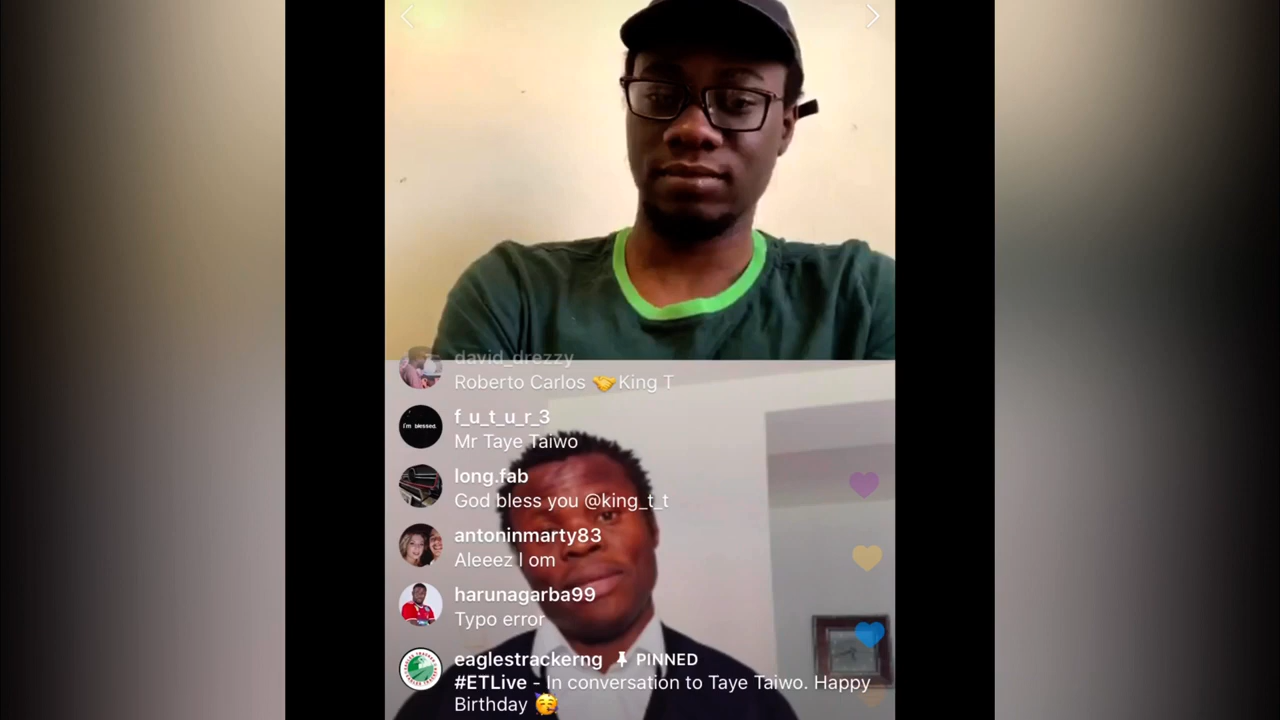 david_drezzy
Roberto Carlos 🤝King T
f_u_t_u_r_3
I'm blessed.
Mr Taye Taiwo
long.fab
God bless you @king_t_t
antoninmarty83
Aleeez l om
harunagarba99
Typo error
eaglestrackerng PINNED
#ETLive - In conversation to Taye Taiwo. Happy
Birthday 🥳